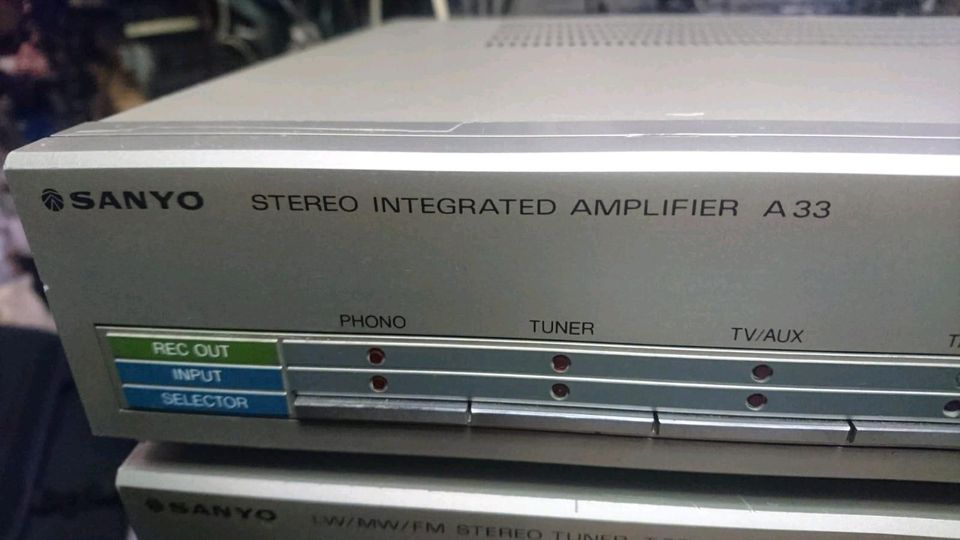 SANYO STEREO INTEGRATED AMPLIFIER A33
PHONO TUNER TV/AUX
REC OUT
INPUT
SELECTOR
SANYO LW/MW/FM STEREO TUNER